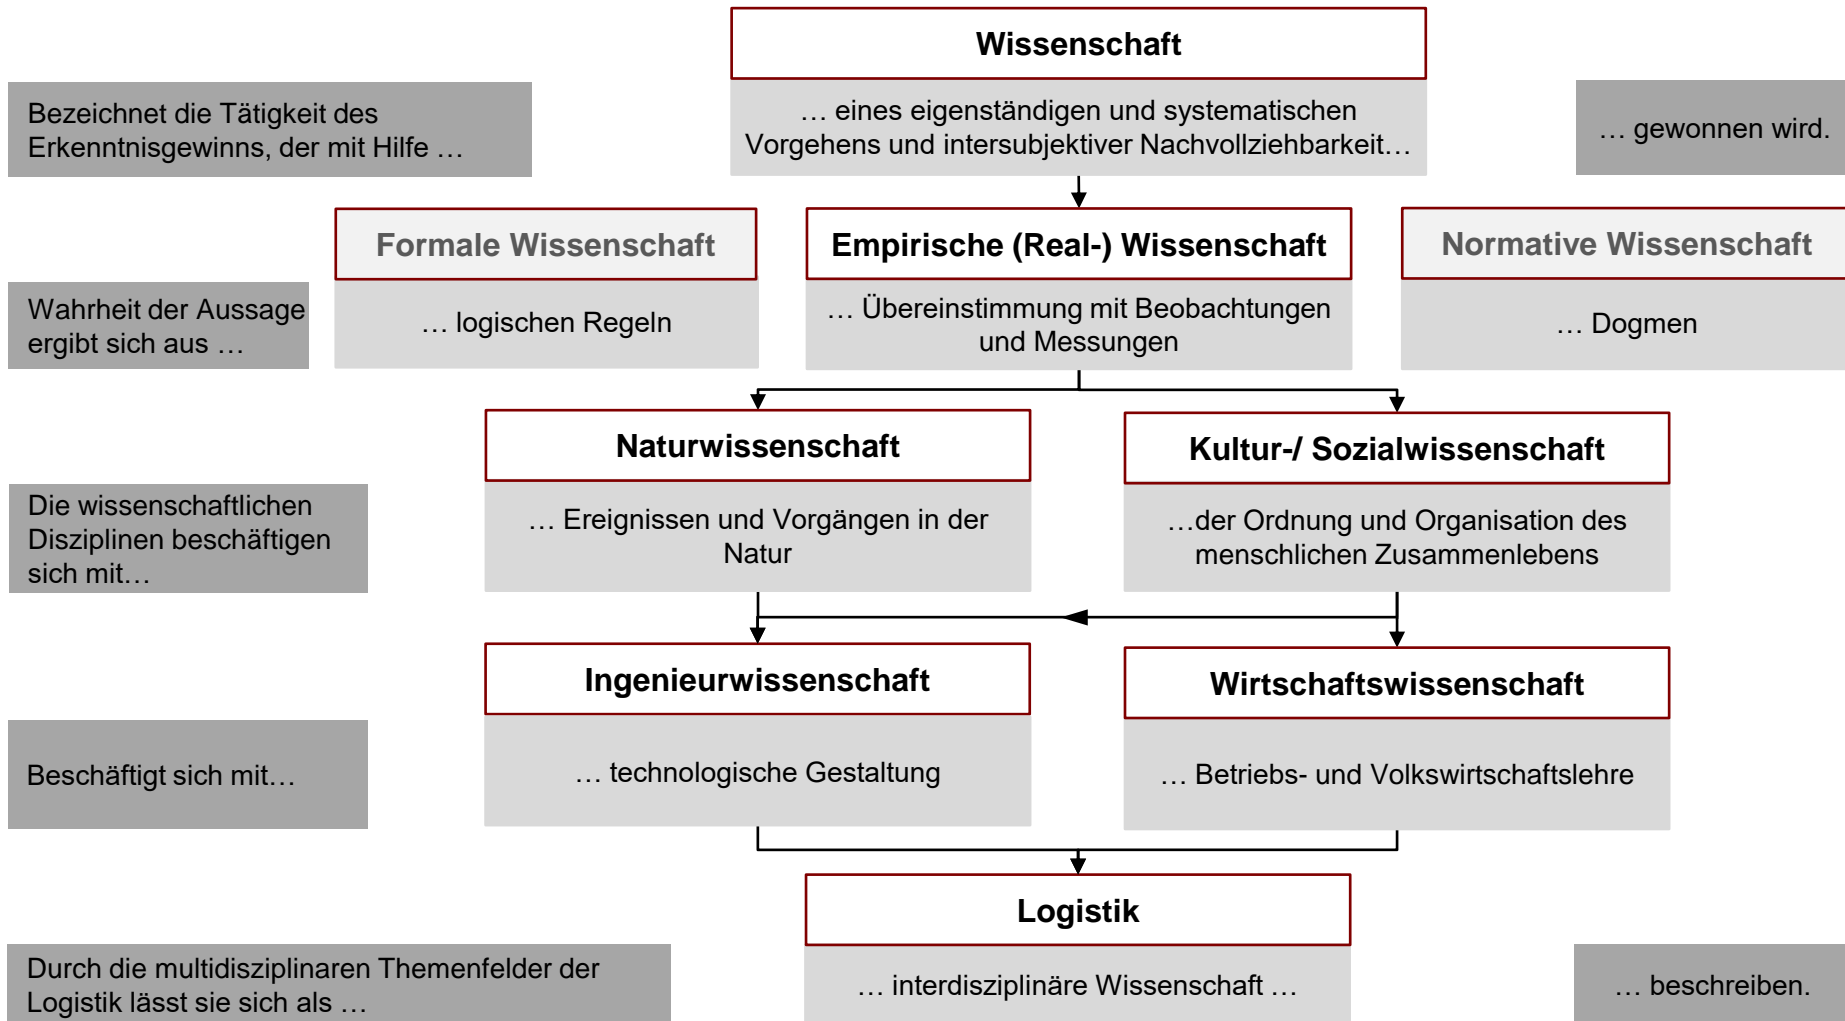 Wissenschaft
Bezeichnet die Tätigkeit des
Erkenntnisgewinns, der mit Hilfe …
… eines eigenständigen und systematischen
Vorgehens und intersubjektiver Nachvollziehbarkeit…
… gewonnen wird.
Formale Wissenschaft
Empirische (Real-) Wissenschaft
Normative Wissenschaft
Wahrheit der Aussage
ergibt sich aus …
… logischen Regeln
… Übereinstimmung mit Beobachtungen
und Messungen
… Dogmen
Naturwissenschaft
Kultur-/ Sozialwissenschaft
Die wissenschaftlichen
Disziplinen beschäftigen
sich mit…
… Ereignissen und Vorgängen in der
Natur
…der Ordnung und Organisation des
menschlichen Zusammenlebens
Ingenieurwissenschaft
Wirtschaftswissenschaft
Beschäftigt sich mit…
… technologische Gestaltung
… Betriebs- und Volkswirtschaftslehre
Logistik
Durch die multidisziplinaren Themenfelder der
Logistik lässt sie sich als …
… interdisziplinäre Wissenschaft …
… beschreiben.